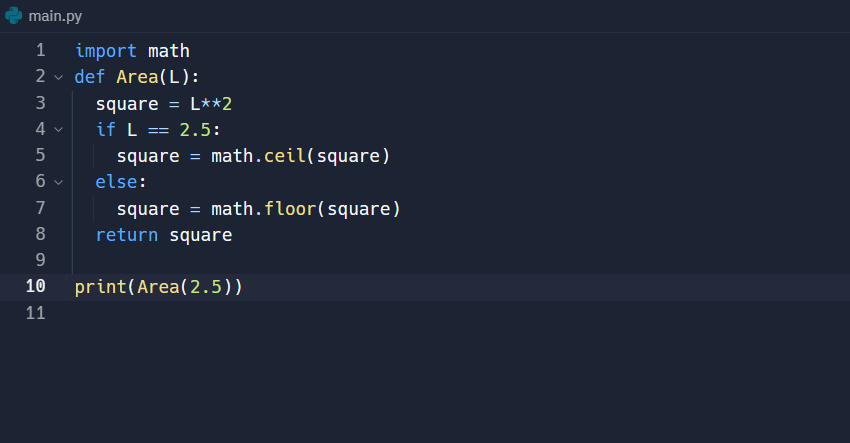 main.py
1 import math
2 def Area(L):
3   square = L**2
4   if L == 2.5:
5     square = math.ceil(square)
6   else:
7     square = math.floor(square)
8   return square
9
10 print(Area(2.5))
11